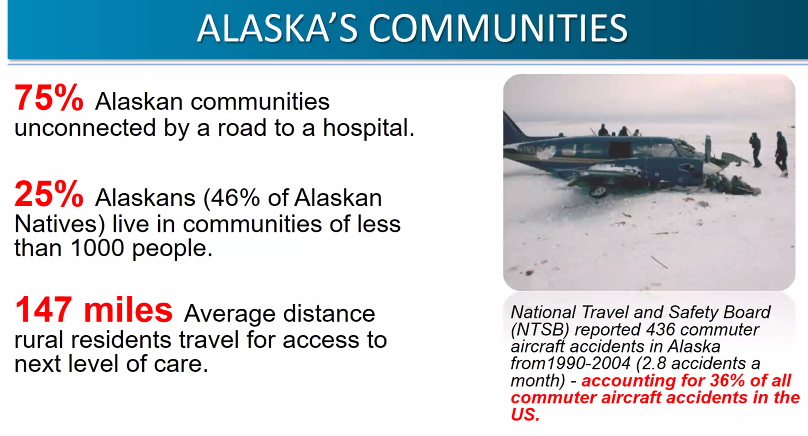 ALASKA'S COMMUNITIES
75% Alaskan communities
unconnected by a road to a hospital.
25% Alaskans (46% of Alaskan
Natives) live in communities of less
than 1000 people.
147 miles Average distance
rural residents travel for access to
next level of care.
National Travel and Safety Board
(NTSB) reported 436 commuter
aircraft accidents in Alaska
from1990-2004 (2.8 accidents a
month) - accounting for 36% of all
commuter aircraft accidents in the
US.